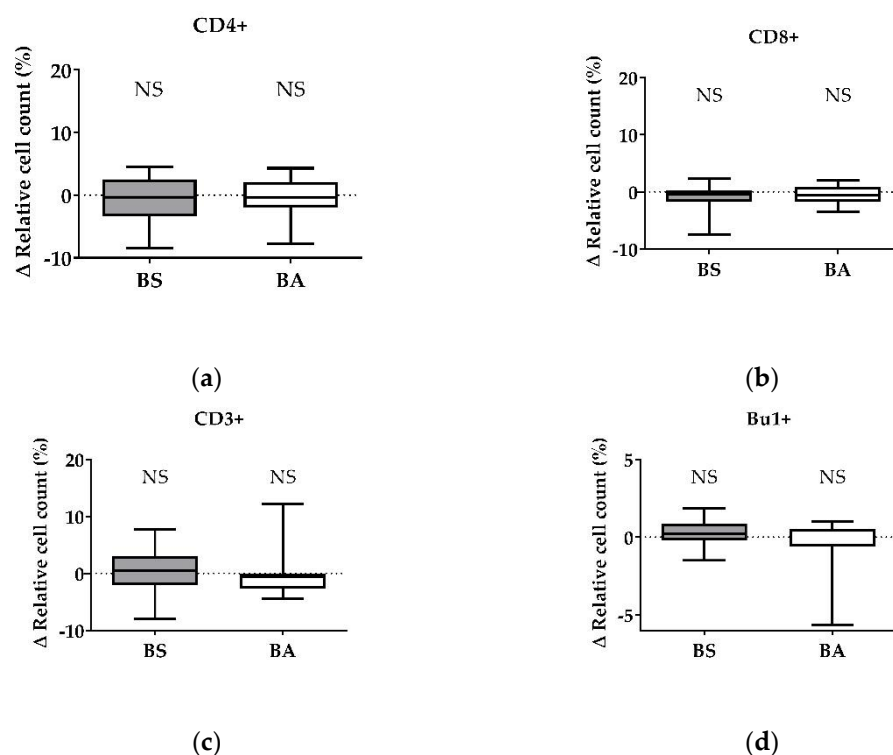 CD4+
Δ Relative cell count (%)
20
10
0
-10
NS NS
BS BA
(a)
CD8+
Δ Relative cell count (%)
20
10
0
-10
NS NS
BS BA
(b)
CD3+
Δ Relative cell count (%)
20
10
0
-10
NS NS
BS BA
(c)
Bu1+
Δ Relative cell count (%)
5
0
-5
NS NS
BS BA
(d)